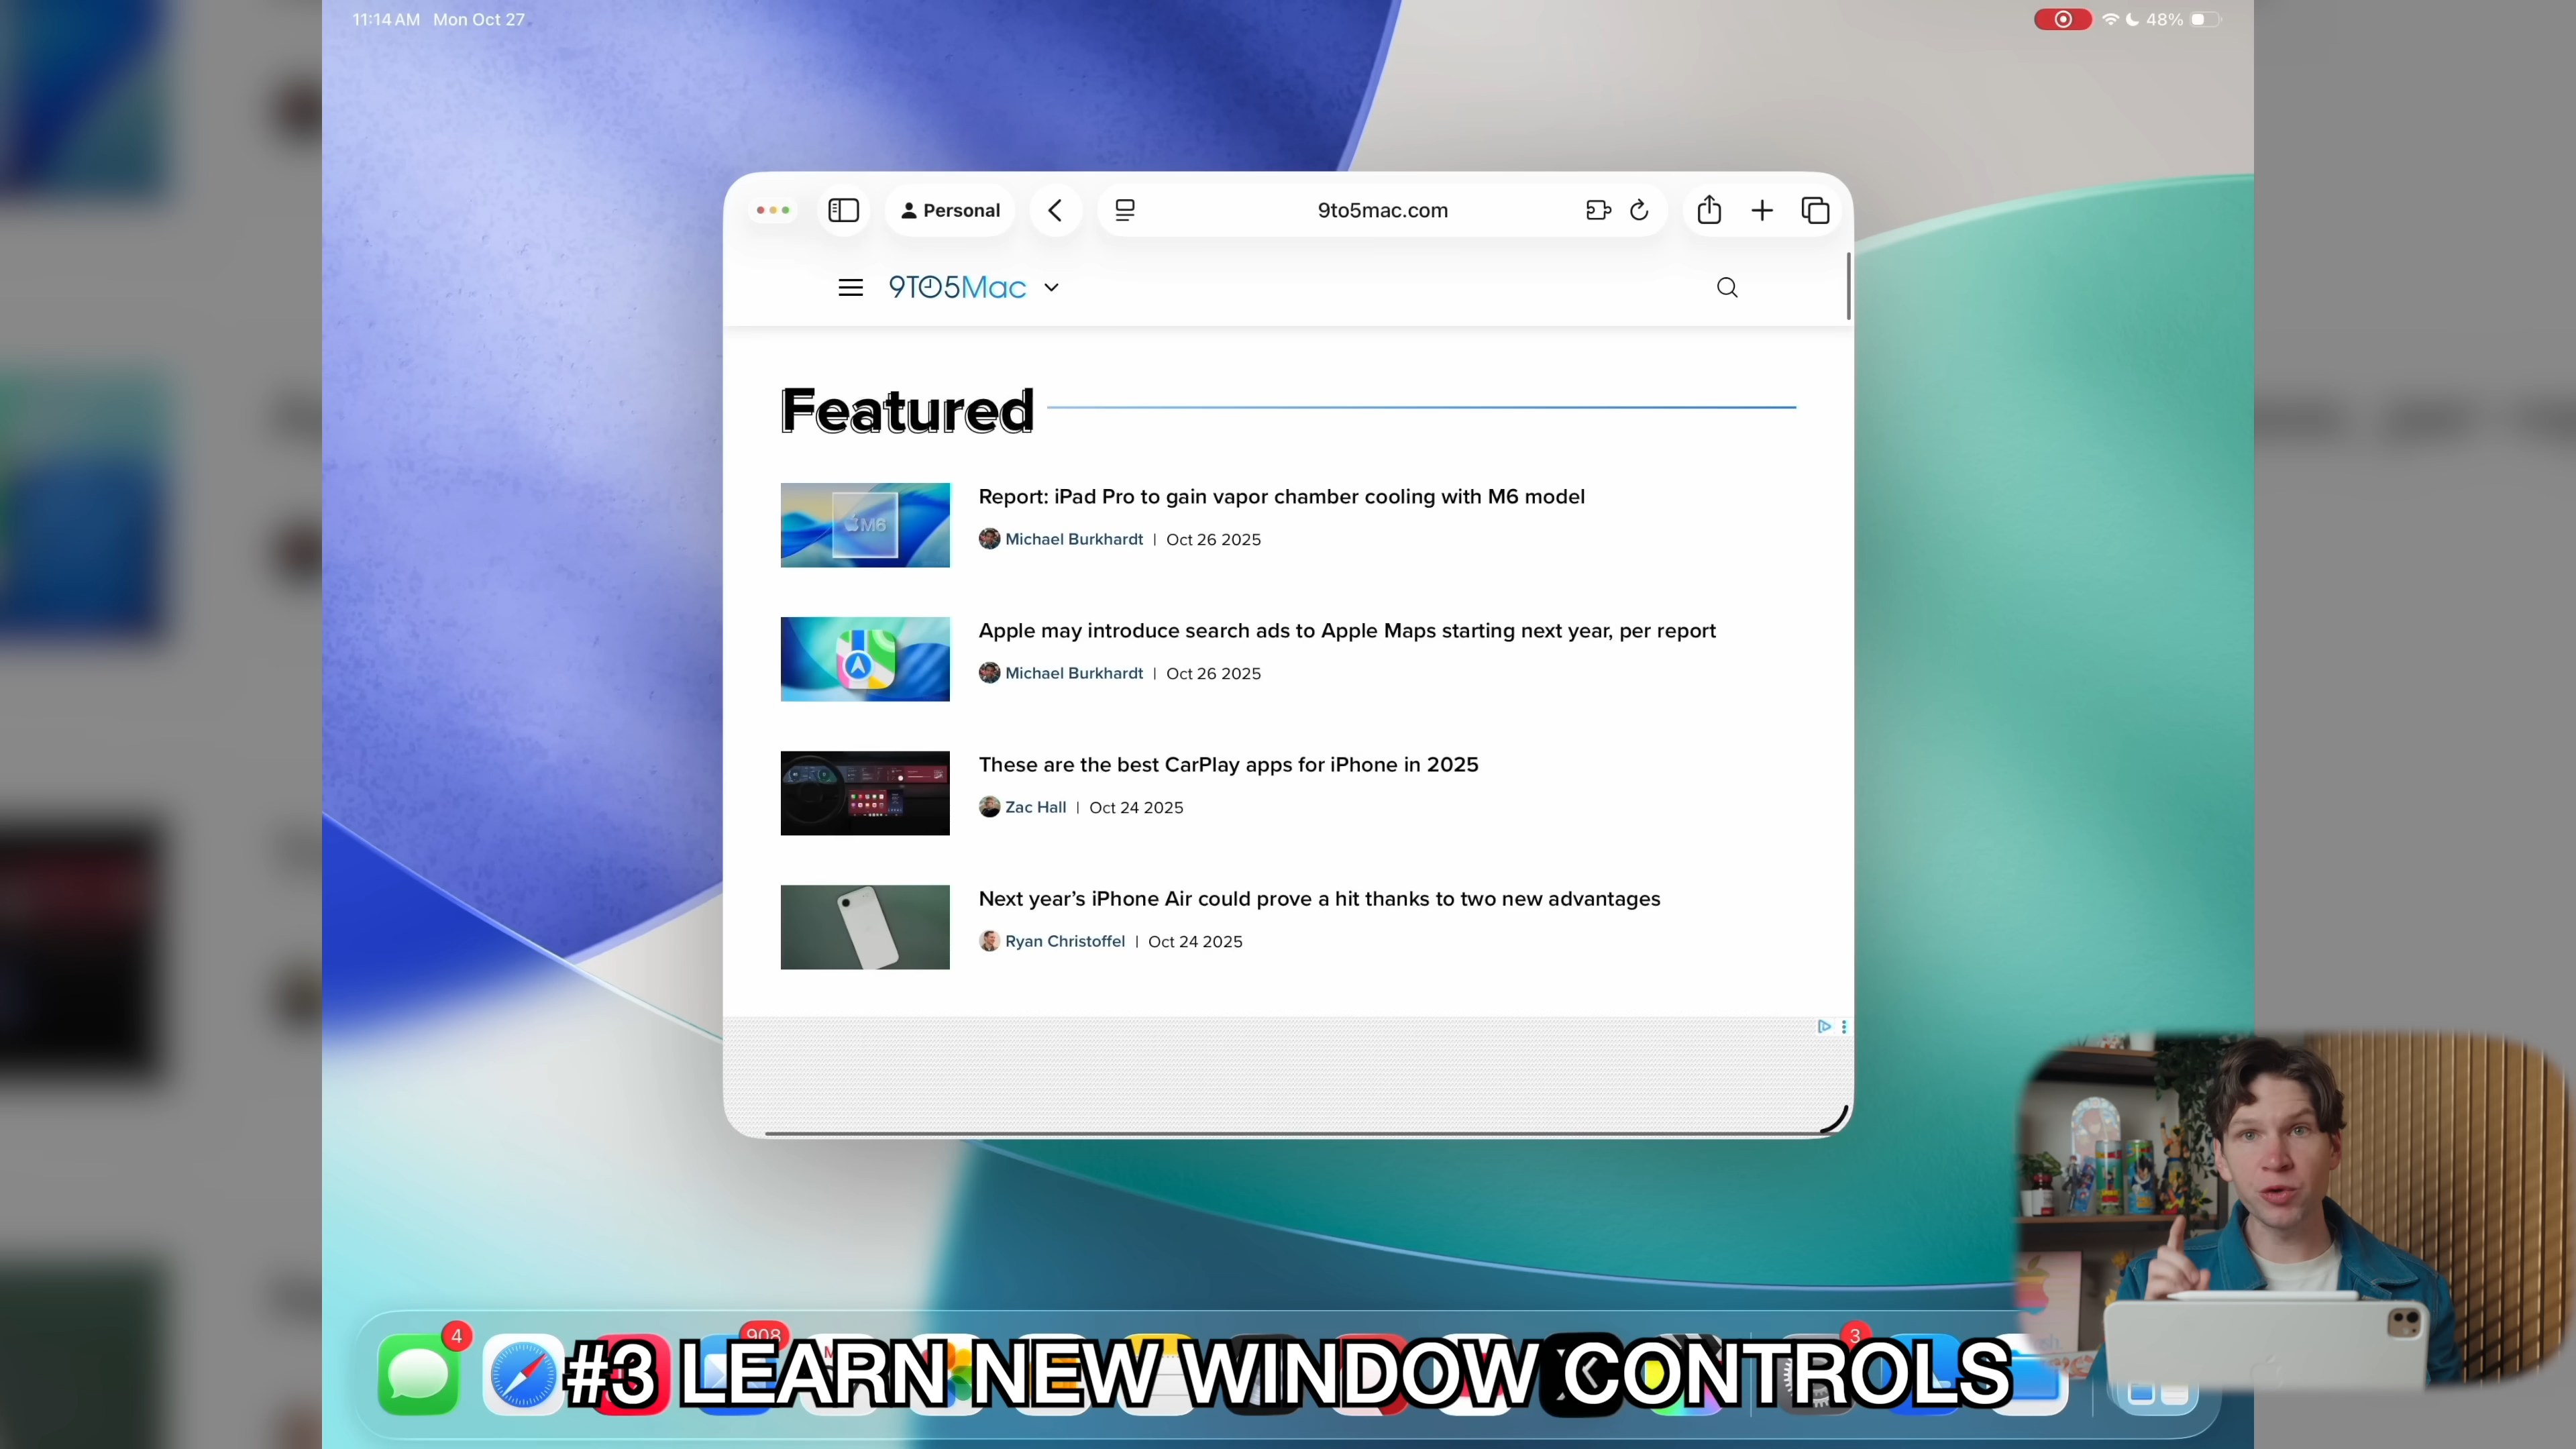 11:14 AM Mon Oct 27
48%
Personal
9to5mac.com
9TO5Mac
Featured
Report: iPad Pro to gain vapor chamber cooling with M6 model
M6
Michael Burkhardt | Oct 26 2025
Apple may introduce search ads to Apple Maps starting next year, per report
Michael Burkhardt | Oct 26 2025
These are the best CarPlay apps for iPhone in 2025
Zac Hall | Oct 24 2025
Next year’s iPhone Air could prove a hit thanks to two new advantages
Ryan Christoffel | Oct 24 2025
4
908
3
#3 LEARN NEW WINDOW CONTROLS